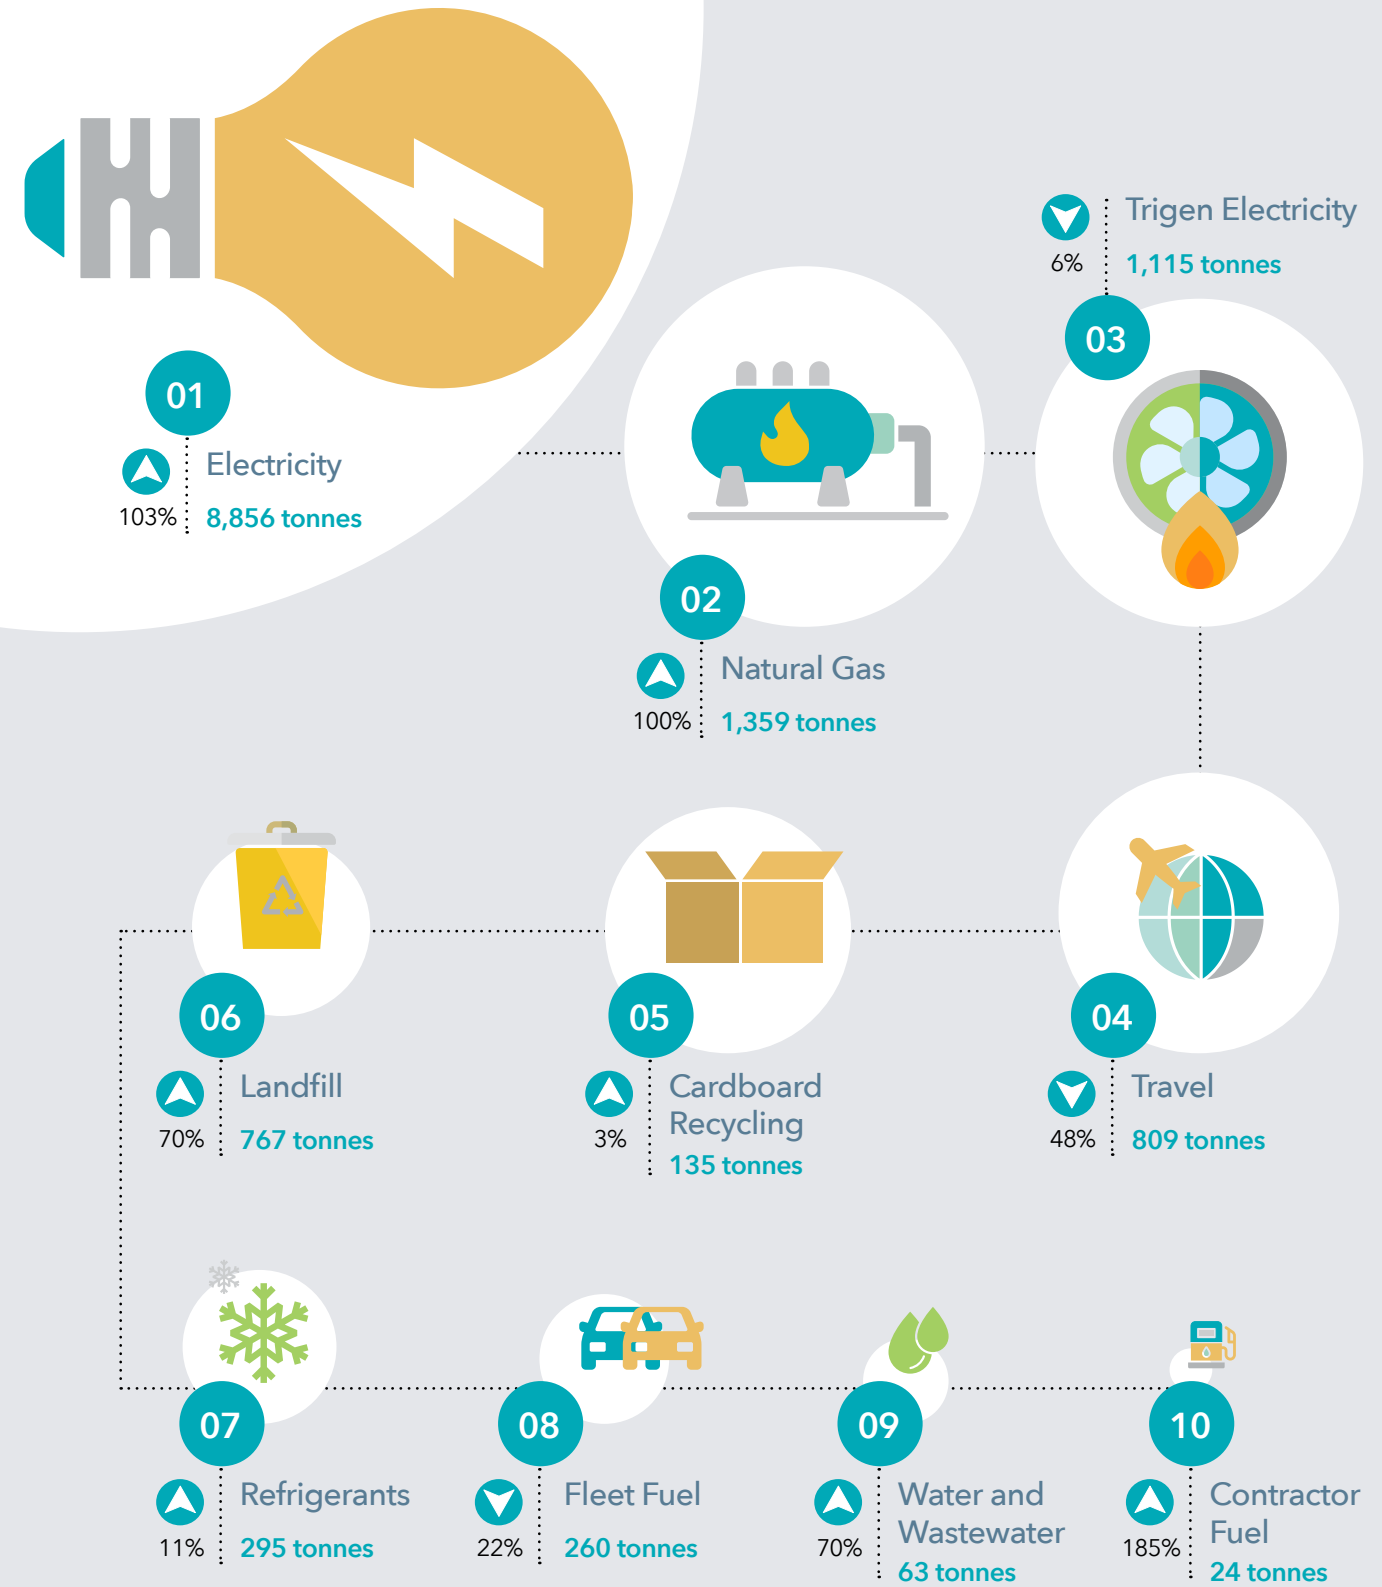 01
Electricity
103%
8,856 tonnes
02
Natural Gas
100%
1,359 tonnes
Trigen Electricity
6%
1,115 tonnes
03
04
Travel
48%
809 tonnes
05
Cardboard
Recycling
3%
135 tonnes
06
Landfill
70%
767 tonnes
07
Refrigerants
11%
295 tonnes
08
Fleet Fuel
22%
260 tonnes
09
Water and
Wastewater
70%
63 tonnes
10
Contractor
Fuel
185%
24 tonnes